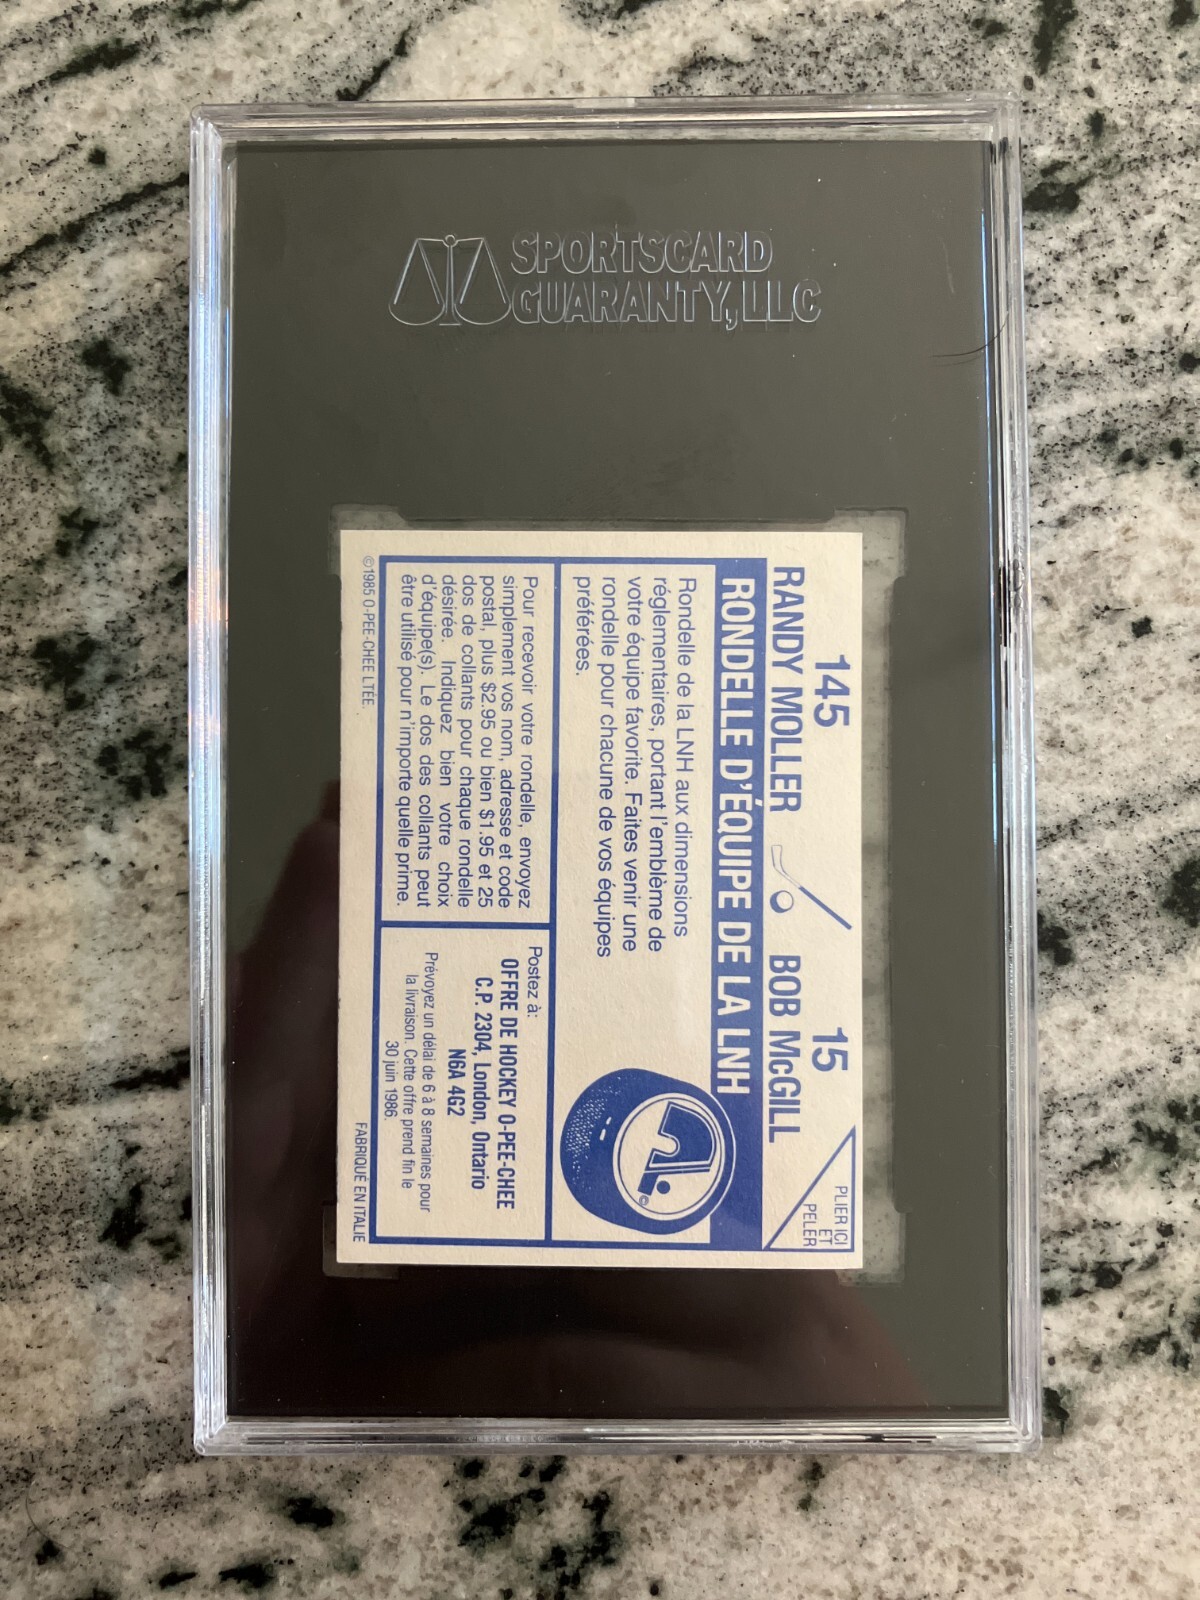 SPORTSCARD
GUARANTY, LLC
145
RANDY MOLLER
15
BOB McGILL
PLIER ICI
ET
PELER
RONDELLE D'ÉQUIPE DE LA LNH
Rondelle de la LNH aux dimensions
réglementaires, portant l'emblème de
votre équipe favorite. Faites venir une
rondelle pour chacune de vos équipes
préférées.
©
Pour recevoir votre rondelle, envoyez
simplement vos nom, adresse et code
postal, plus $2.95 ou bien $1.95 et 25
dos de collants pour chaque rondelle
désirée. Indiquez bien votre choix
d'équipe(s). Le dos des collants peut
être utilisé pour n'importe quelle prime.
Postez à:
OFFRE DE HOCKEY O-PEE-CHEE
C.P. 2304, London, Ontario
N6A 4G2
Prévoyez un délai de 6 à 8 semaines pour
la livraison. Cette offre prend fin le
30 juin 1986.
©1985 O-PEE-CHEE LTÉE.
FABRIQUÉ EN ITALIE